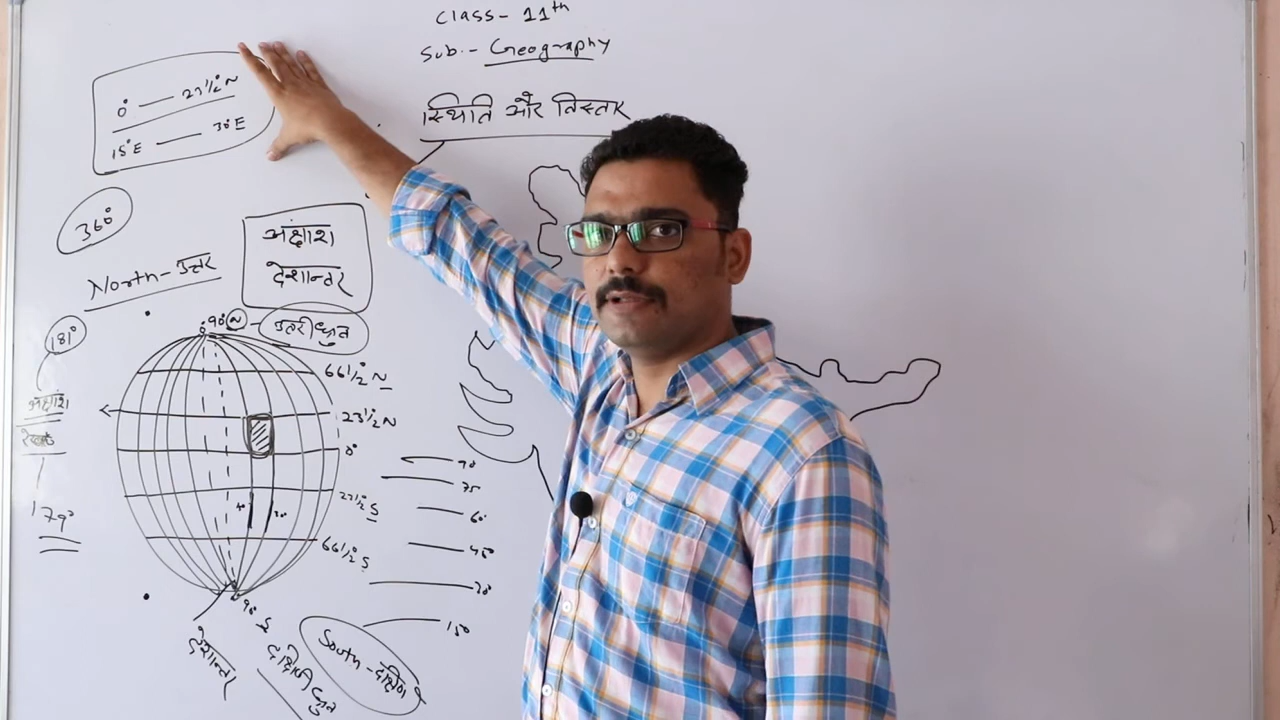 Class - 11th
Sub. - Geography
स्थिति और विस्तार
0° — 23½° N
15°E — 30°E
360°
अक्षांश
देशान्तर
North - उत्तर
90° N - उत्तरी ध्रुव
181°
66½° N
अक्षांश
23½° N
0°
90
75
23½° S
60
179°
66½° S
45
30
90° S
15°
South - दक्षिण
देशान्तर
दक्षिणी ध्रुव